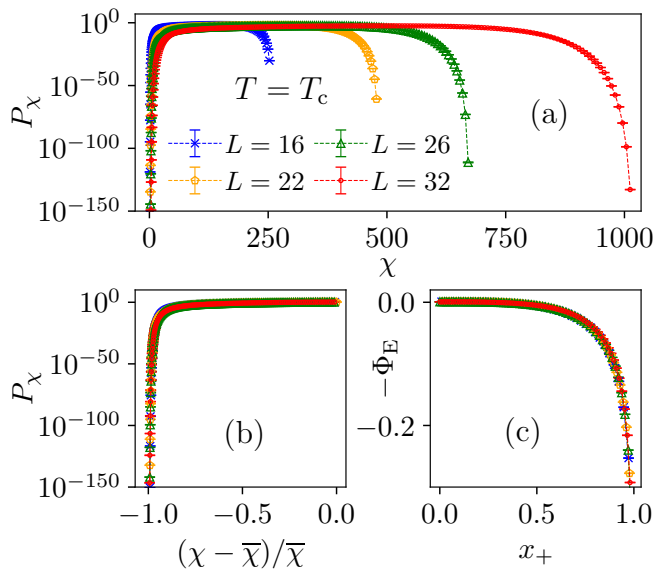 10^0
10^{-50}
10^{-100}
10^{-150}
P_χ
T = T_c
(a)
L = 16
L = 26
L = 22
L = 32
0
250
500
750
1000
χ
10^0
10^{-50}
10^{-100}
10^{-150}
P_χ
(b)
−1.0
−0.5
0.0
(χ − \overline{χ})/\overline{χ}
0.0
−0.2
−Φ_E
(c)
0.0
0.5
1.0
x_+